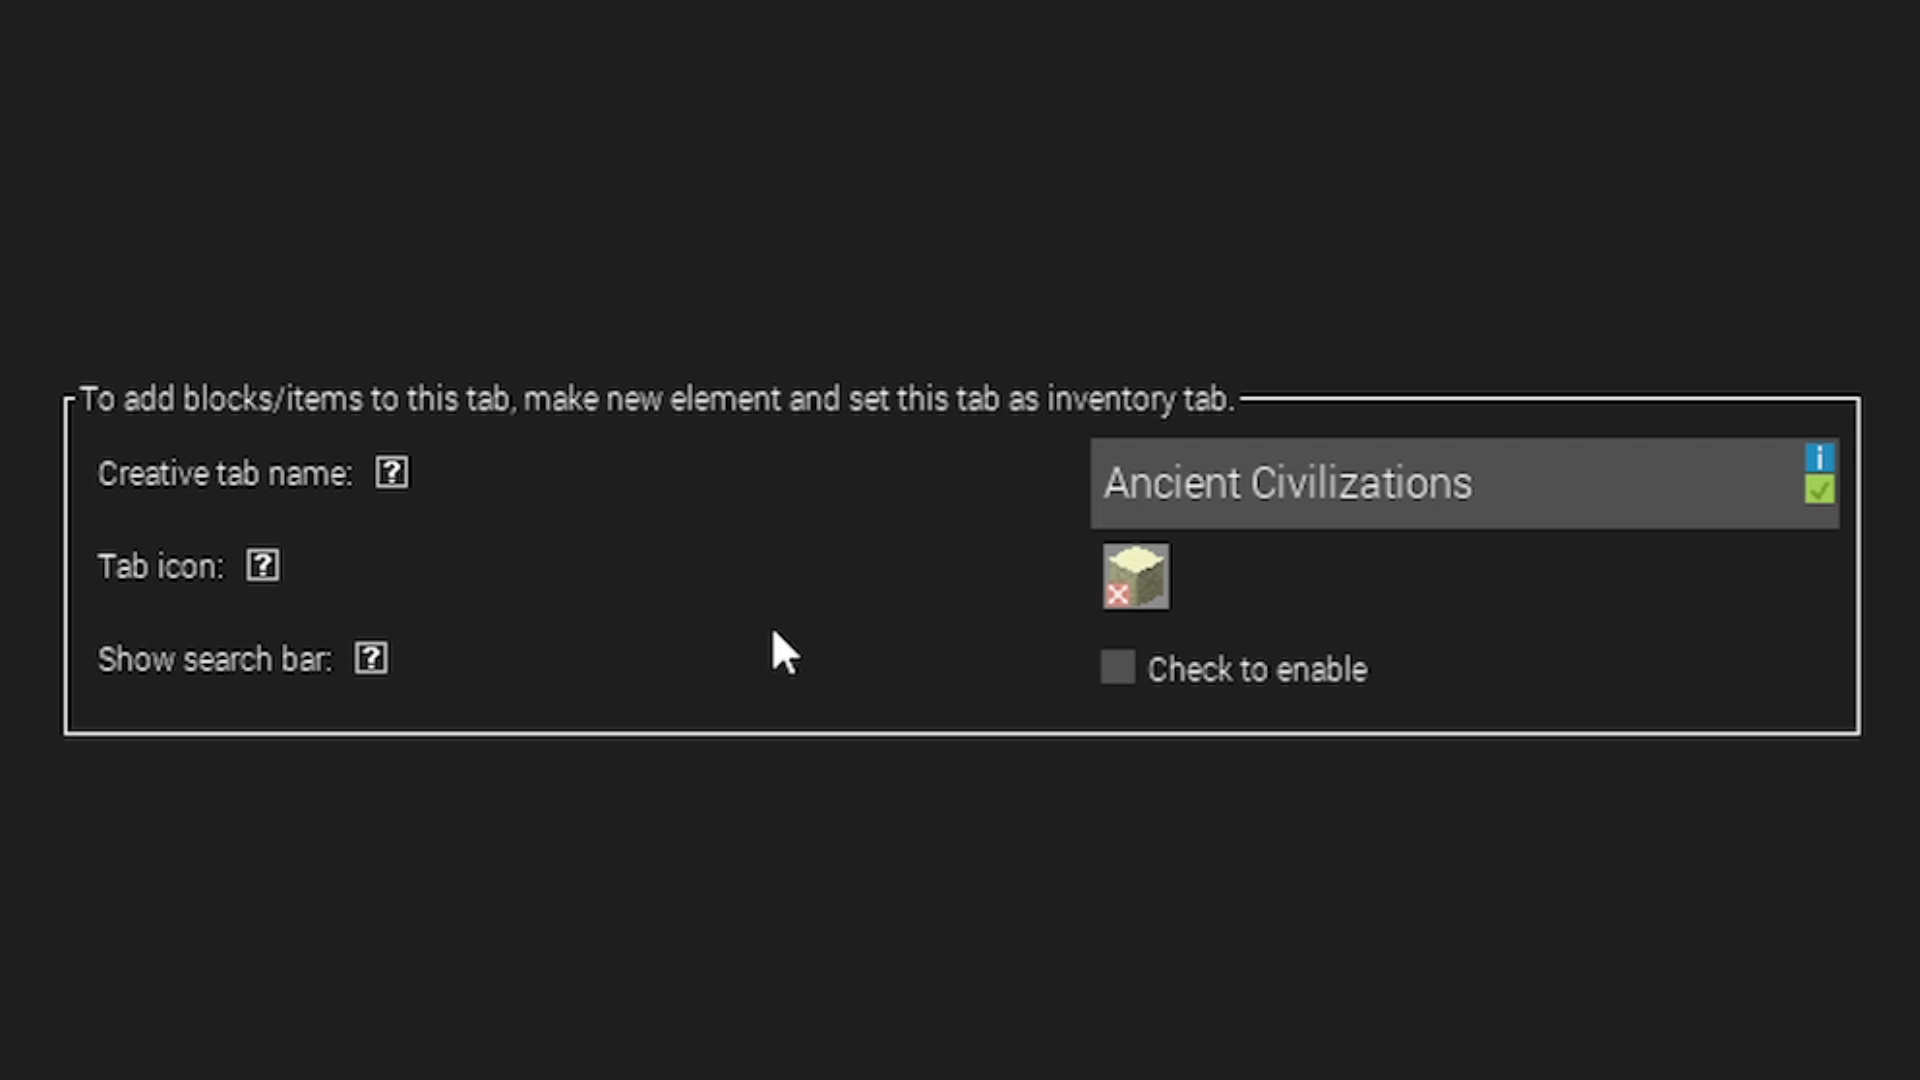 To add blocks/items to this tab, make new element and set this tab as inventory tab.
Creative tab name: ?
Ancient Civilizations
i
Tab icon: ?
Show search bar: ?
Check to enable